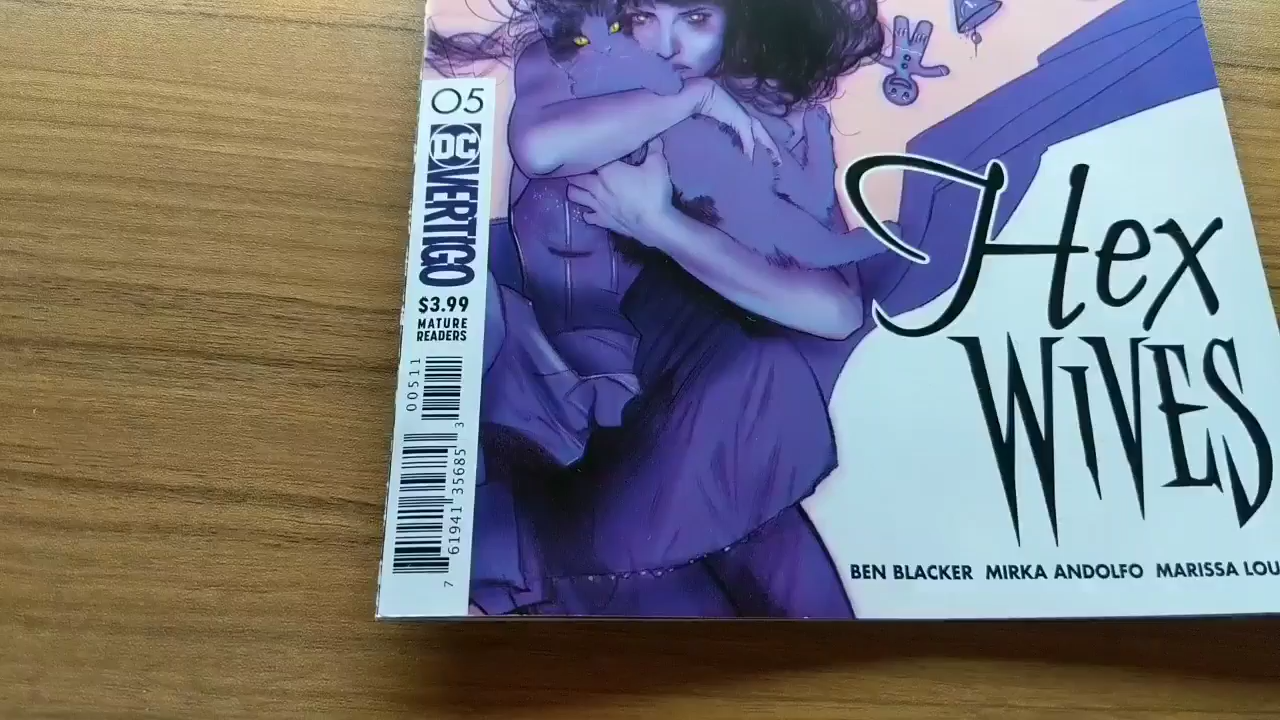 05
DC
VERTIGO
$3.99
MATURE
READERS
00511
7 61941 35685 3
Hex
WIVES
BEN BLACKER MIRKA ANDOLFO MARISSA LOU